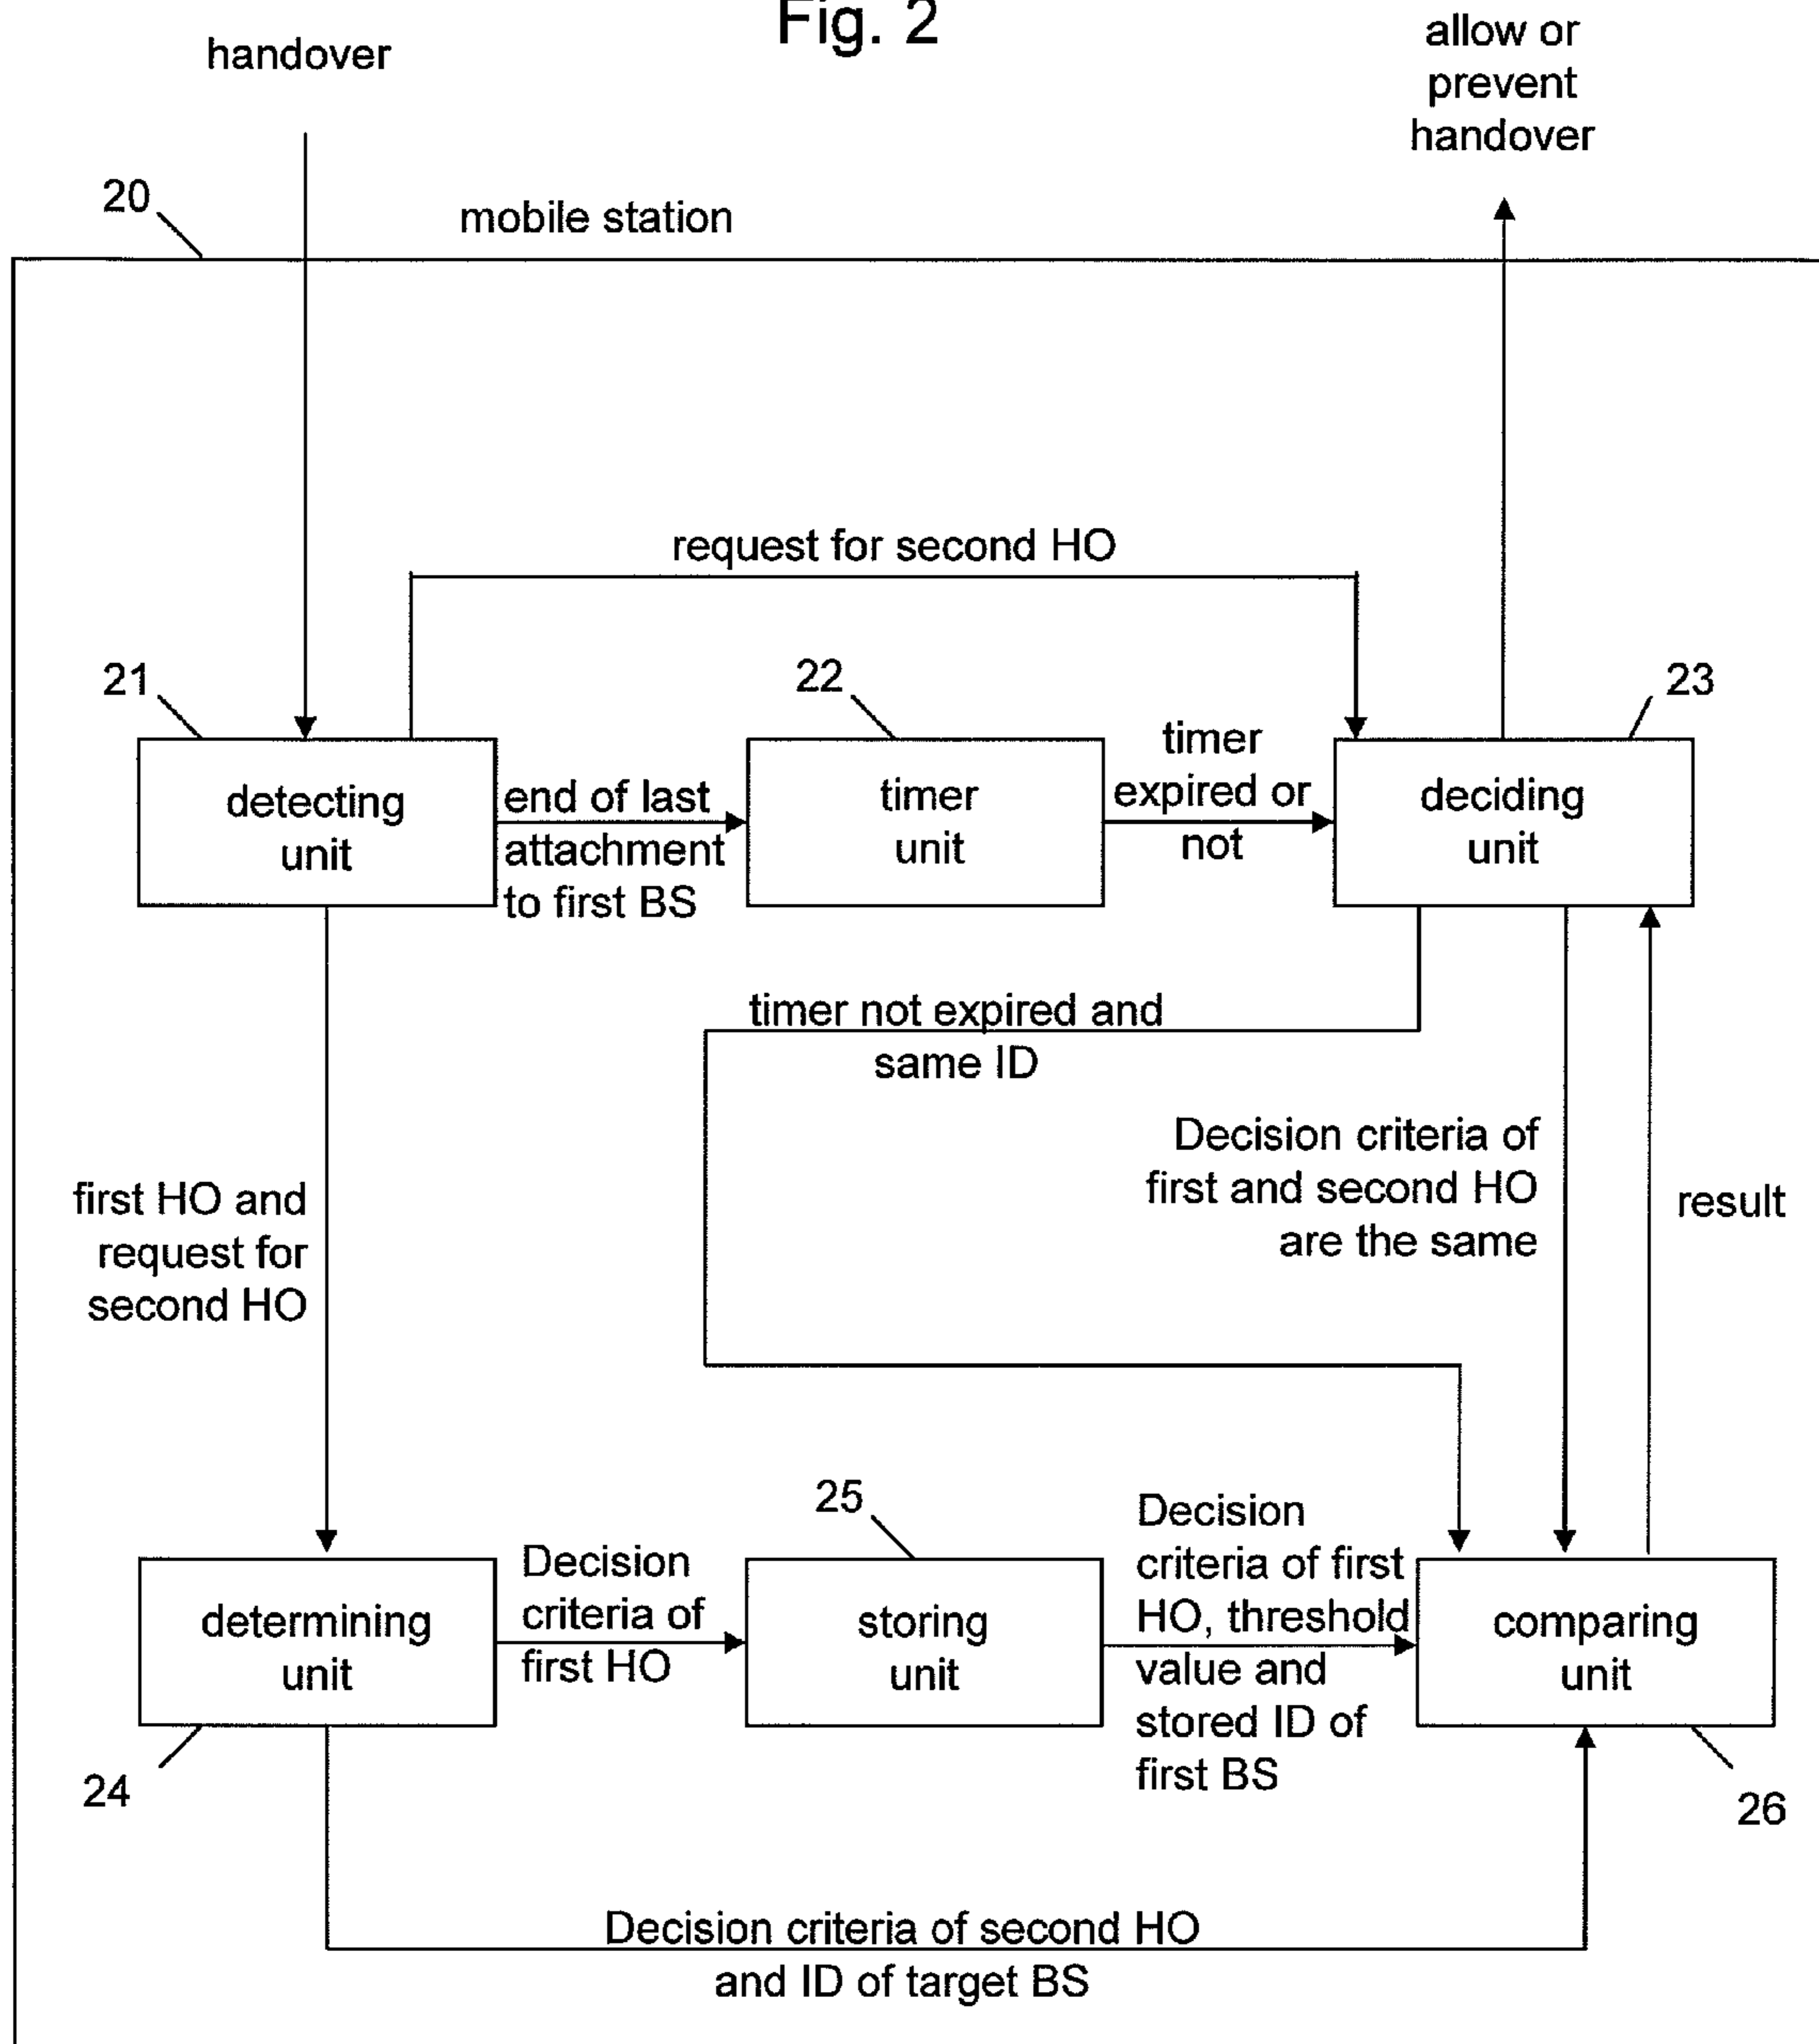 Fig. 2
handover
allow or
prevent
handover
20
mobile station
request for second HO
21
22
23
detecting
unit
end of last
attachment
to first BS
timer
unit
timer
expired or
not
deciding
unit
timer not expired and
same ID
Decision criteria of
first and second HO
are the same
result
first HO and
request for
second HO
25
determining
unit
Decision
criteria of
first HO
storing
unit
Decision
criteria of first
HO, threshold
value and
stored ID of
first BS
comparing
unit
24
26
Decision criteria of second HO
and ID of target BS